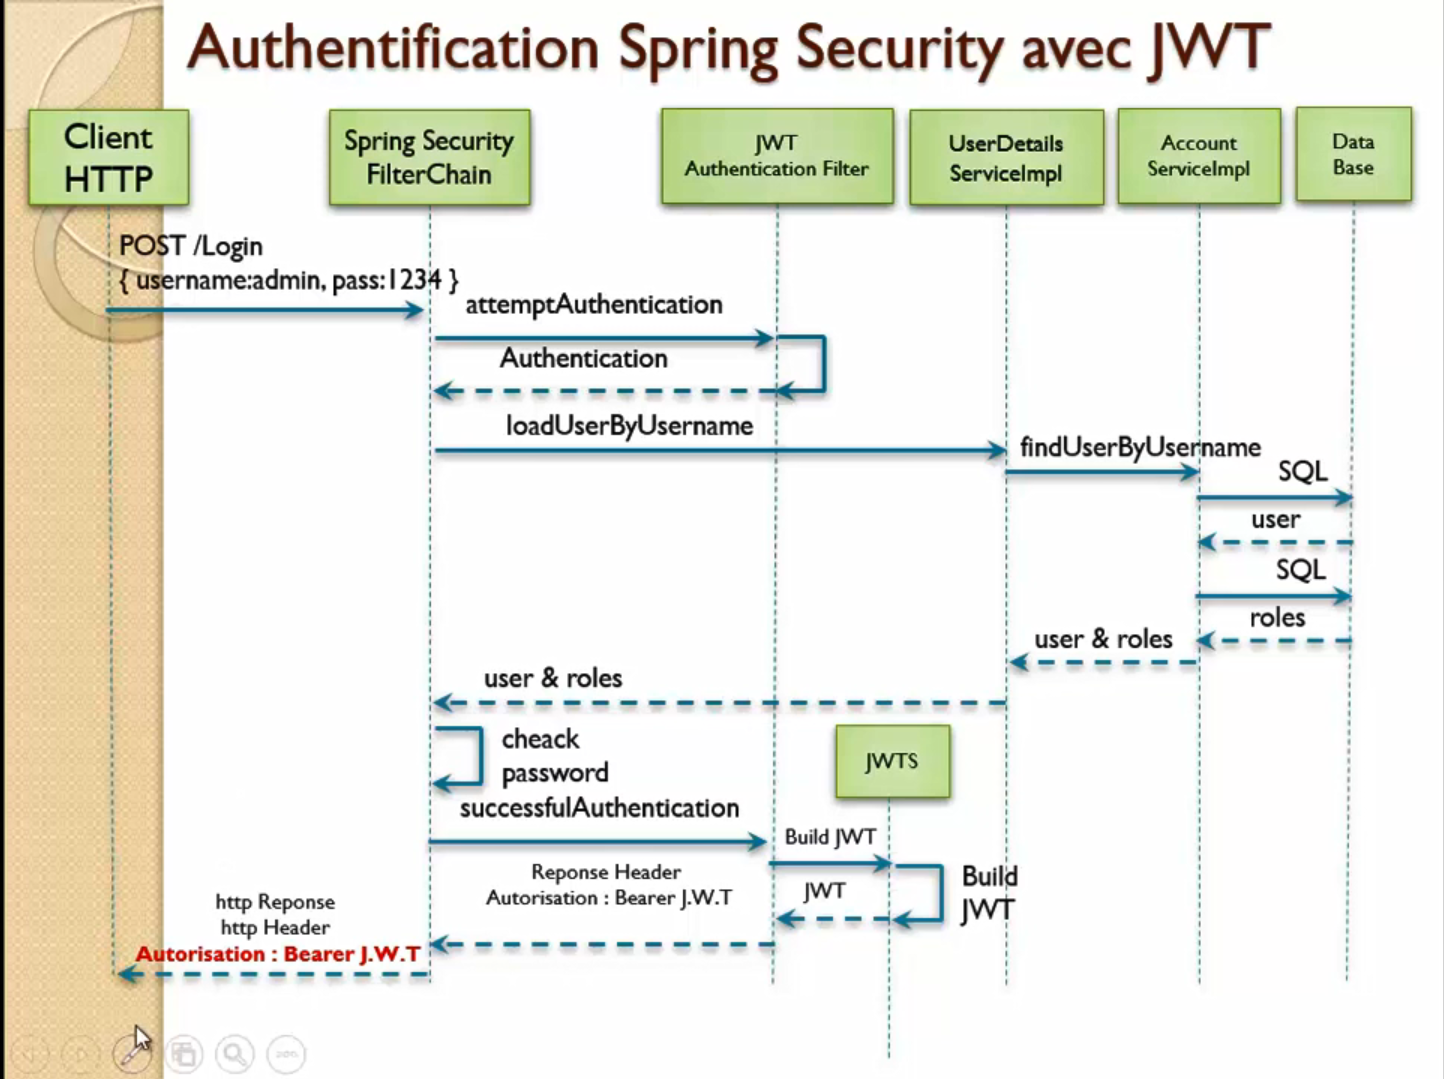 Authentification Spring Security avec JWT
Client
HTTP
Spring Security
FilterChain
JWT
Authentication Filter
UserDetails
ServiceImpl
Account
ServiceImpl
Data
Base
POST /Login
{ username:admin, pass:1234 }
attemptAuthentication
Authentication
loadUserByUsername
findUserByUsername
SQL
user
SQL
roles
user & roles
user & roles
cheack
password
JWTS
successfulAuthentication
Build JWT
Reponse Header
Autorisation : Bearer J.W.T
JWT
Build
JWT
http Reponse
http Header
Autorisation : Bearer J.W.T